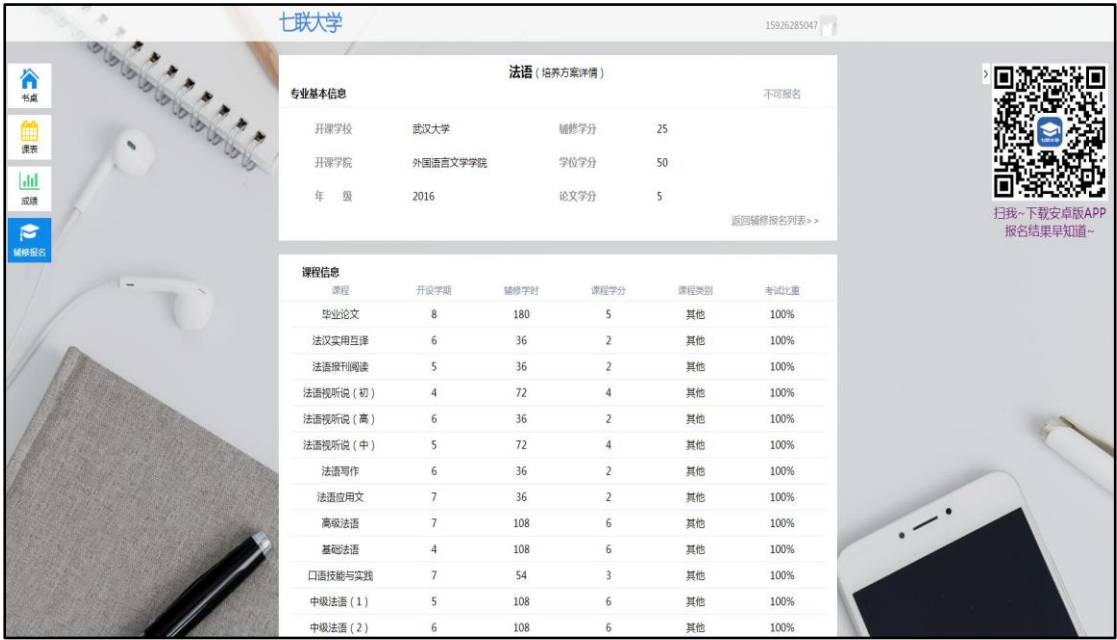 七联大学 15926285047
书桌
课表
成绩
辅修报名
法语(培养方案详情)
专业基本信息 不可报名
开课学校 武汉大学 辅修学分 25
开课学院 外国语言文学学院 学位学分 50
年 级 2016 论文学分 5
返回辅修报名列表>>
课程信息
课程 开设学期 辅修学时 课程学分 课程类别 考试比重
毕业论文 8 180 5 其他 100%
法汉实用互译 6 36 2 其他 100%
法语报刊阅读 5 36 2 其他 100%
法语视听说(初) 4 72 4 其他 100%
法语视听说(高) 6 36 2 其他 100%
法语视听说(中) 5 72 4 其他 100%
法语写作 6 36 2 其他 100%
法语应用文 7 36 2 其他 100%
高级法语 7 108 6 其他 100%
基础法语 4 108 6 其他 100%
口语技能与实践 7 54 3 其他 100%
中级法语(1) 5 108 6 其他 100%
中级法语(2) 6 108 6 其他 100%
七联大学
扫我~下载安卓版APP
报名结果早知道~